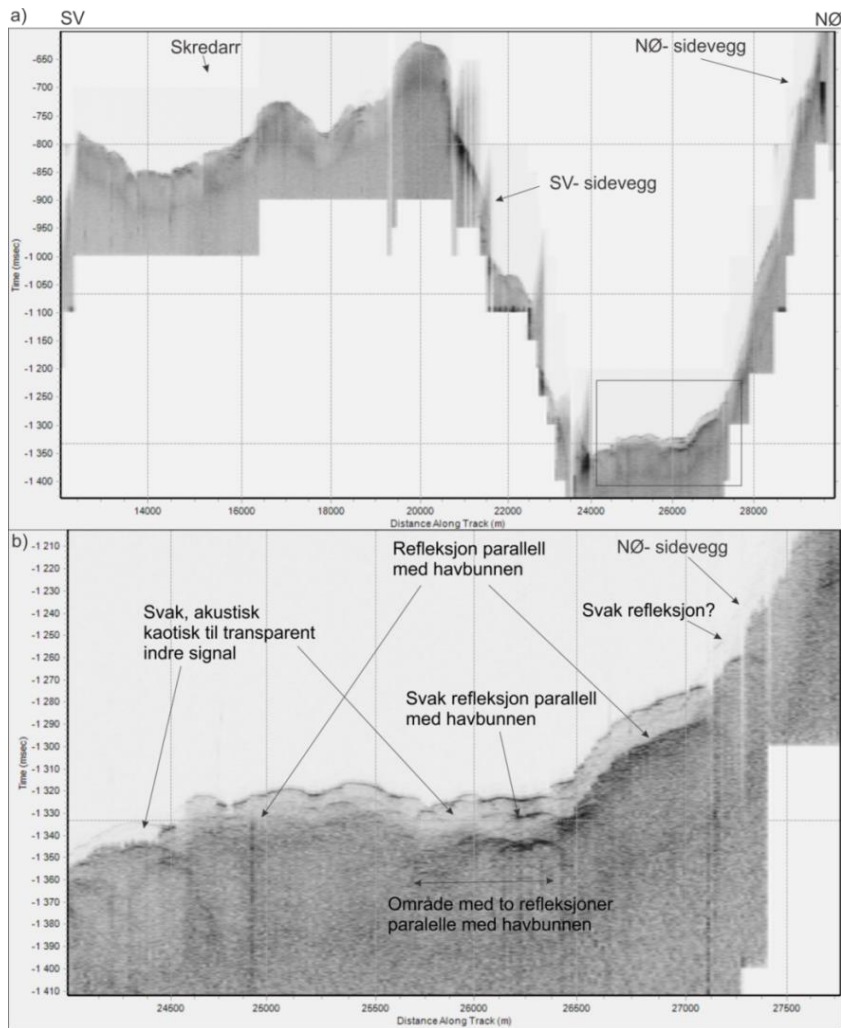 a)
SV
NØ
Skredarr
NØ- sidevegg
SV- sidevegg
Time (msec)
-650
-700
-750
-800
-850
-900
-950
-1 000
-1 050
-1 100
-1 150
-1 200
-1 250
-1 300
-1 350
-1 400
14000
16000
18000
20000
22000
24000
26000
28000
Distance Along Track (m)
b)
Refleksjon parallell
med havbunnen
NØ- sidevegg
Svak, akustisk
kaotisk til transparent
indre signal
Svak refleksjon?
Svak refleksjon parallell
med havbunnen
Område med to refleksjoner
paralelle med havbunnen
Time (msec)
-1 210
-1 220
-1 230
-1 240
-1 250
-1 260
-1 270
-1 280
-1 290
-1 300
-1 310
-1 320
-1 330
-1 340
-1 350
-1 360
-1 370
-1 380
-1 390
-1 400
-1 410
24500
25000
25500
26000
26500
27000
27500
Distance Along Track (m)